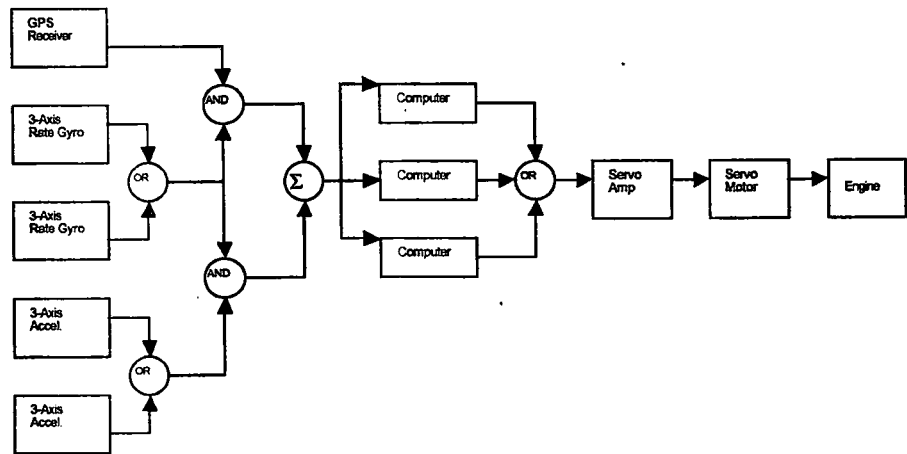 GPS
Receiver
AND
3-Axis
Rate Gyro
OR
3-Axis
Rate Gyro
AND
3-Axis
Accel.
OR
3-Axis
Accel.
Σ
Computer
Computer
Computer
OR
Servo
Amp
Servo
Motor
Engine